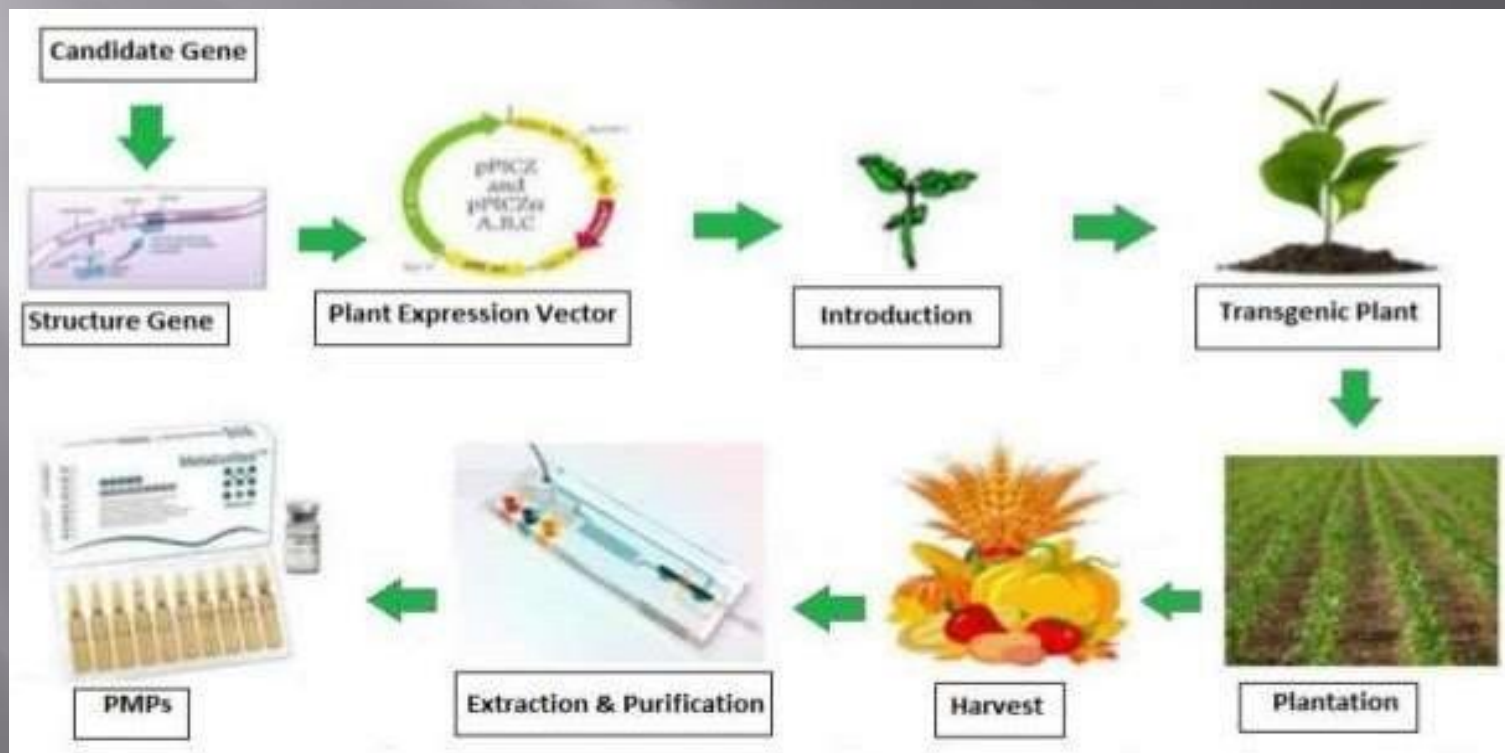 Candidate Gene
pPICZ
and
pPICZα
A,B,C
Structure Gene
Plant Expression Vector
Introduction
Transgenic Plant
PMPs
Extraction & Purification
Harvest
Plantation